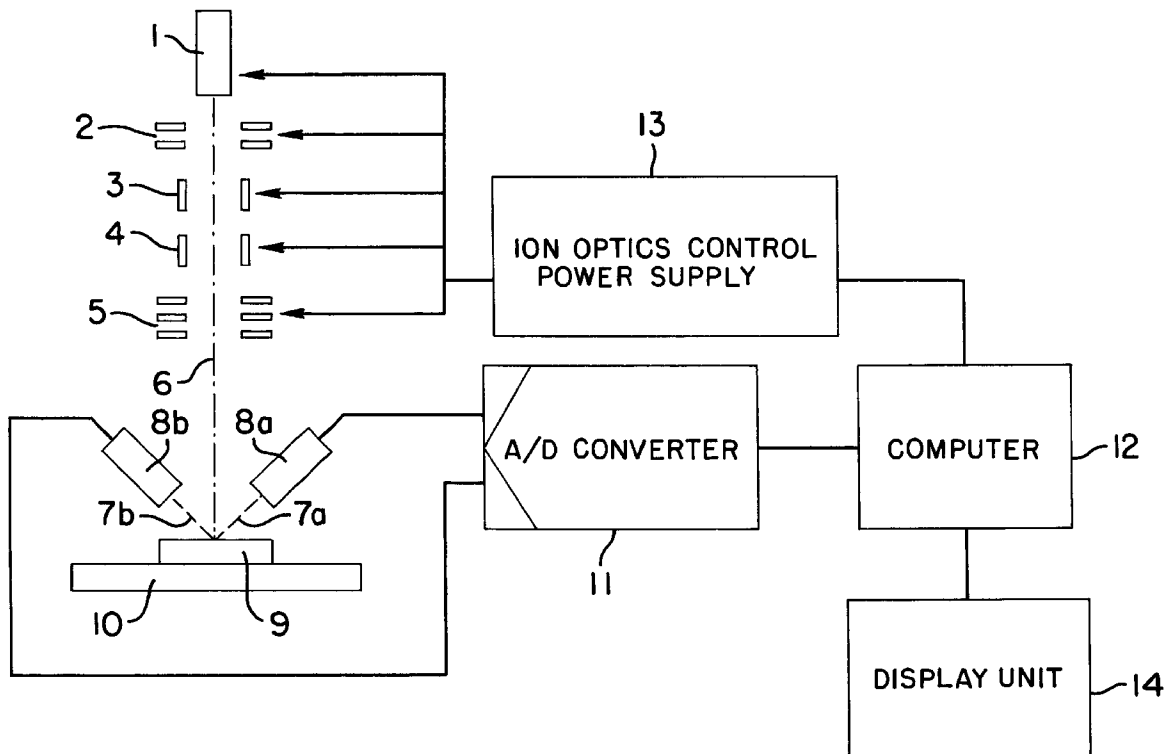 1
2
3
4
5
6
13
ION OPTICS CONTROL
POWER SUPPLY
8b
8a
7b
7a
10
9
A/D CONVERTER
11
COMPUTER
12
DISPLAY UNIT
14